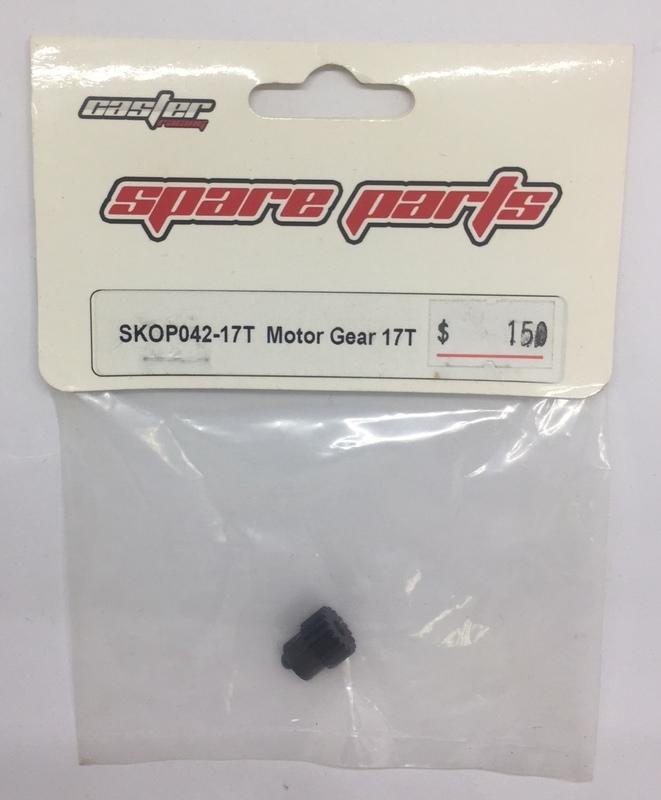 caster
racing
spare parts
SKOP042-17T Motor Gear 17T $ 150